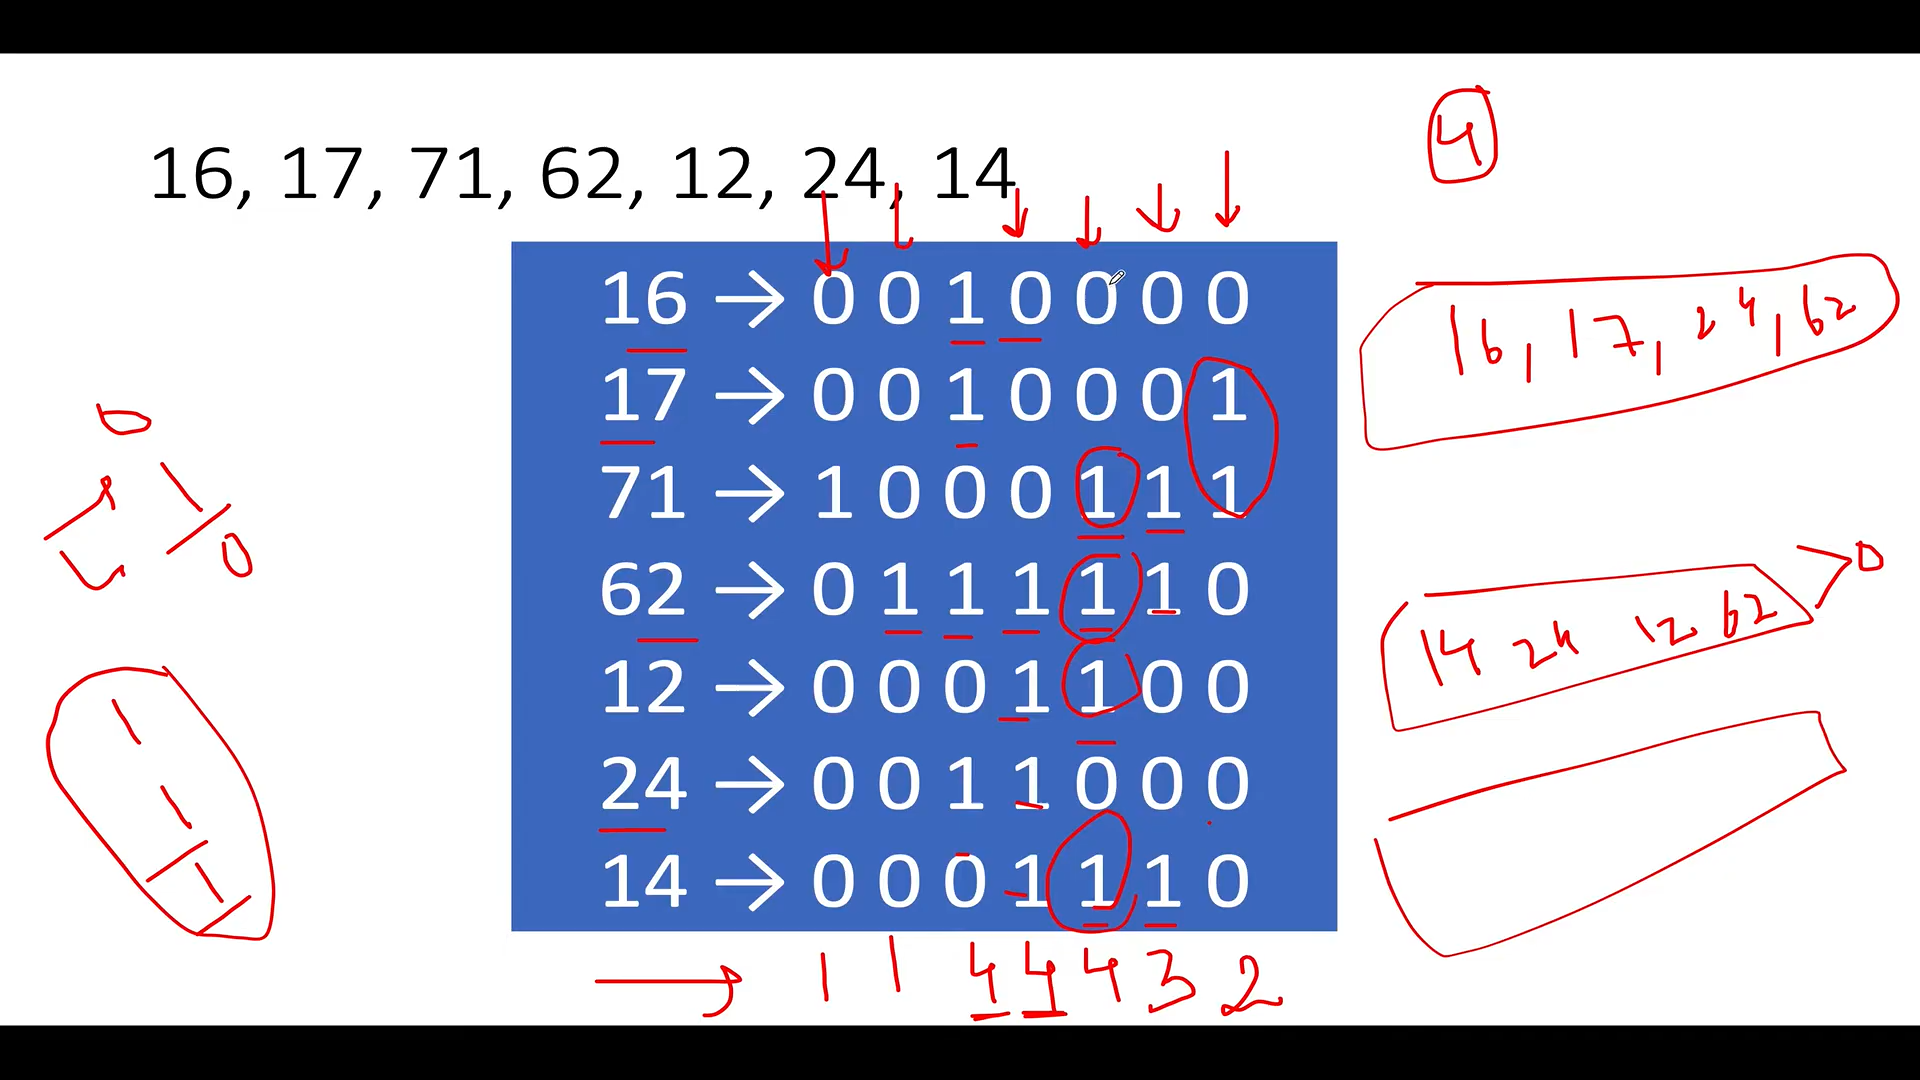 16, 17, 71, 62, 12, 24, 14
4
16 → 0 0 1 0 0 0 0
16, 17, 24, 62
17 → 0 0 1 0 0 0 1
71 → 1 0 0 0 1 1 1
62 → 0 1 1 1 1 1 0
12 → 0 0 0 1 1 0 0
24 → 0 0 1 1 0 0 0
14 → 0 0 0 1 1 1 0
0
1
0
0
14 24 12 62
1
1
1
1 1 4 4 4 3 2